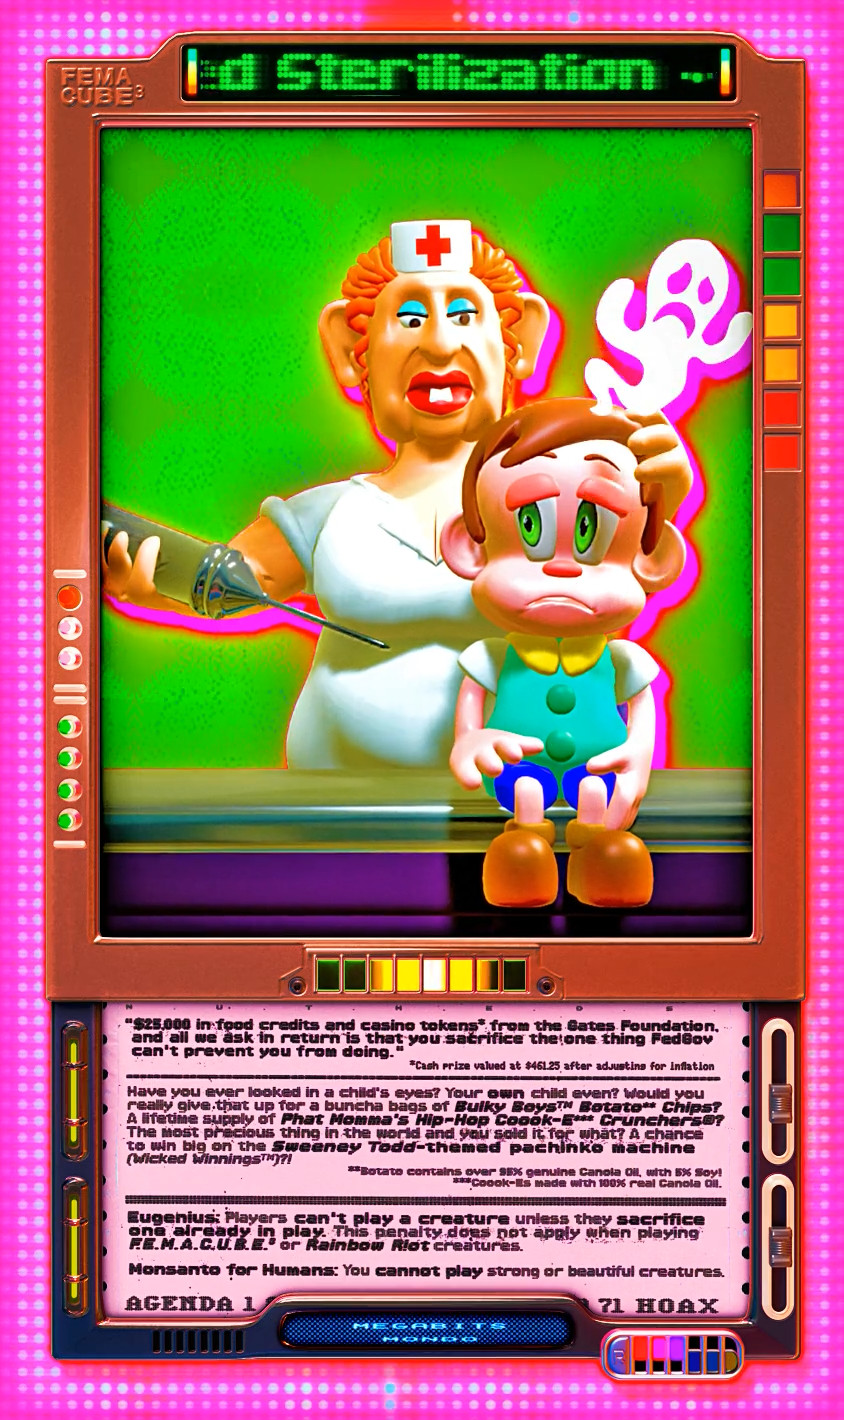 FEMA
CUBE³
d Sterilization
N U T H E D S
"$25,000 in food credits and casino tokens* from the Gates Foundation,
and all we ask in return is that you sacrifice the one thing FedGov
can't prevent you from doing."
*Cash prize valued at $461.25 after adjusting for inflation
Have you ever looked in a child's eyes? Your own child even? Would you
really give that up for a buncha bags of Bulky Boys™ Botato** Chips?
A lifetime supply of Phat Momma's Hip-Hop Coook-E*** Crunchers®?
The most precious thing in the world and you sold it for what? A chance
to win big on the Sweeney Todd-themed pachinko machine
(Wicked Winnings™)?!
**Botato contains over 95% genuine Canola Oil, with 5% Soy!
***Coook-Es made with 100% real Canola Oil.
Eugenius: Players can't play a creature unless they sacrifice
one already in play. This penalty does not apply when playing
F.E.M.A.C.U.B.E.³ or Rainbow Riot creatures.
Monsanto for Humans: You cannot play strong or beautiful creatures.
AGENDA 1 71 HOAX
MEGABITS
MONDO